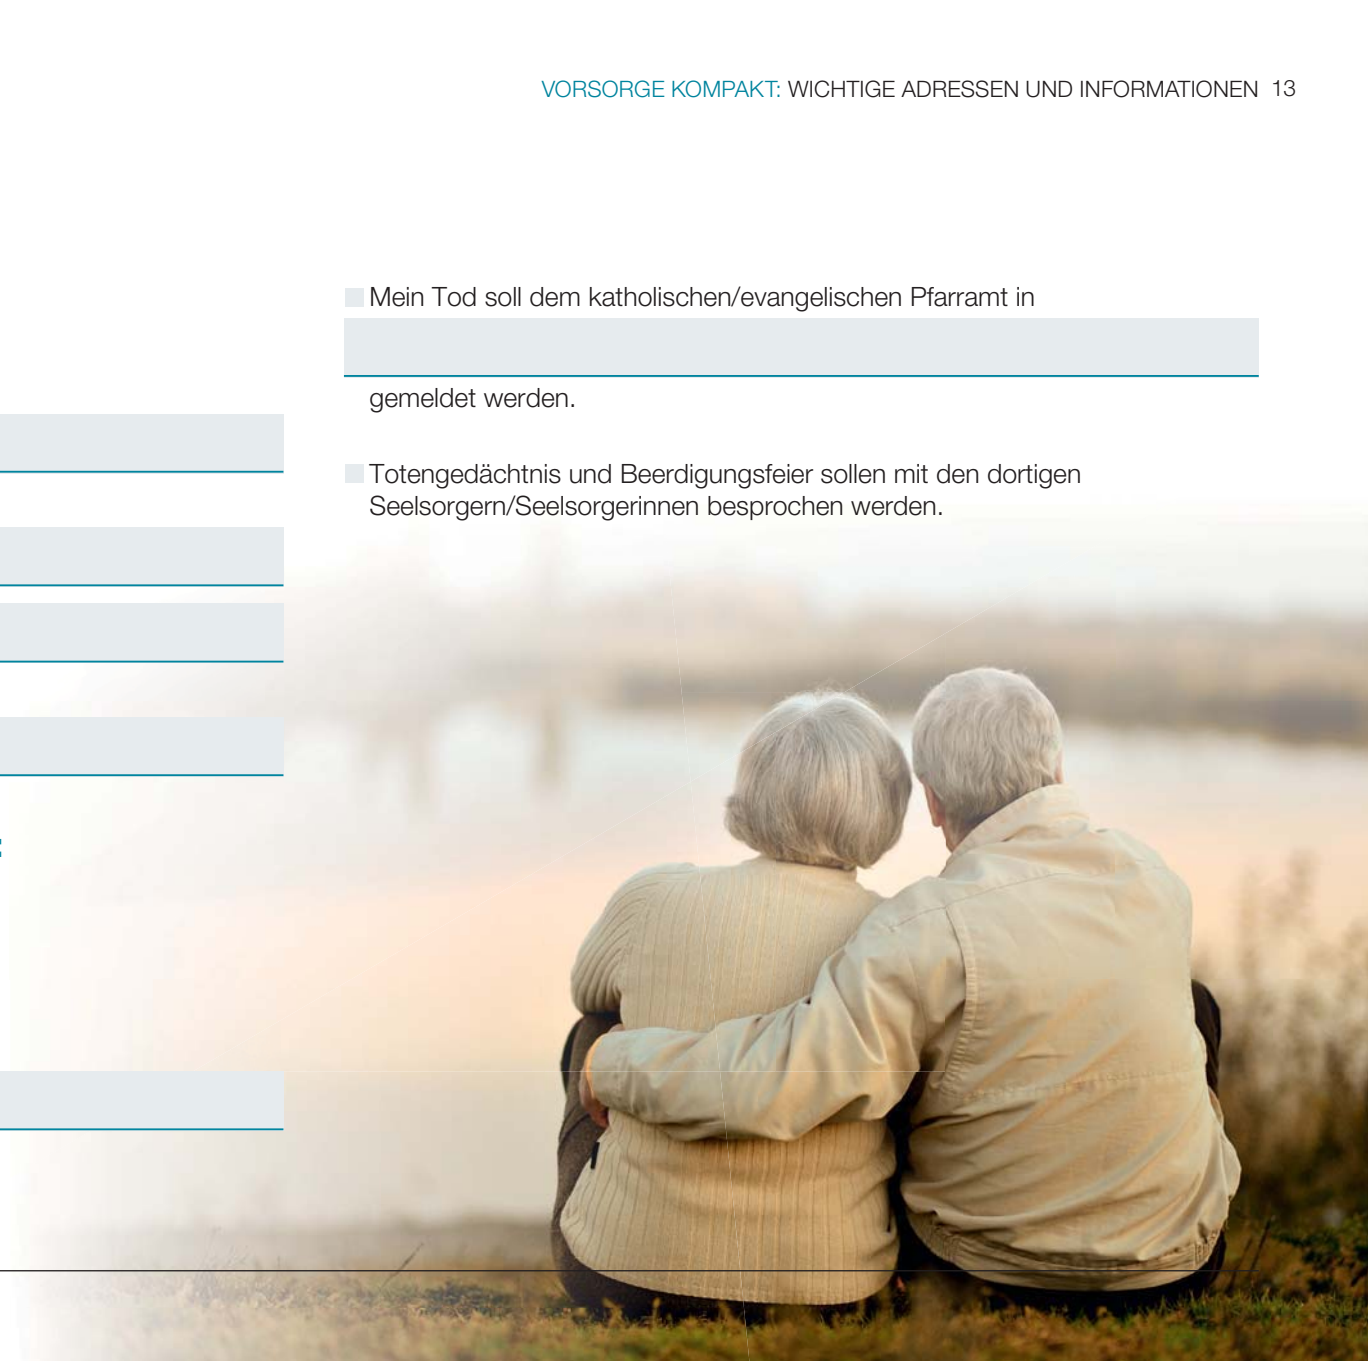 VORSORGE KOMPAKT: WICHTIGE ADRESSEN UND INFORMATIONEN 13
Mein Tod soll dem katholischen/evangelischen Pfarramt in
gemeldet werden.
Totengedächtnis und Beerdigungsfeier sollen mit den dortigen
Seelsorgern/Seelsorgerinnen besprochen werden.
: